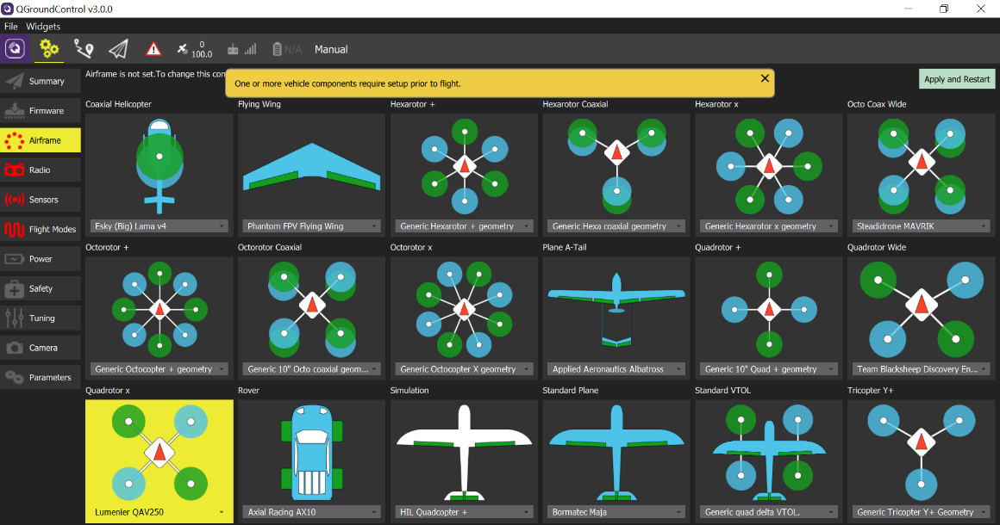 QGroundControl v3.0.0
File Widgets
0
100.0
N/A
Manual
Summary
Firmware
Airframe
Radio
Sensors
Flight Modes
Power
Safety
Tuning
Camera
Parameters
Airframe is not set.To change this con
One or more vehicle components require setup prior to flight.
Apply and Restart
Coaxial Helicopter
Flying Wing
Hexarotor +
Hexarotor Coaxial
Hexarotor x
Octo Coax Wide
Esky (Big) Lama v4
Phantom FPV Flying Wing
Generic Hexarotor + geometry
Generic Hexa coaxial geometry
Generic Hexarotor x geometry
Steadidrone MAVRIK
Octorotor +
Octorotor Coaxial
Octorotor x
Plane A-Tail
Quadrotor +
Quadrotor Wide
Generic Octocopter + geometry
Generic 10" Octo coaxial geom...
Generic Octocopter X geometry
Applied Aeronautics Albatross
Generic 10" Quad + geometry
Team Blacksheep Discovery En...
Quadrotor x
Rover
Simulation
Standard Plane
Standard VTOL
Tricopter Y+
Lumenier QAV250
Axial Racing AX10
HIL Quadcopter +
Bormatec Maja
Generic quad delta VTOL.
Generic Tricopter Y+ Geometry